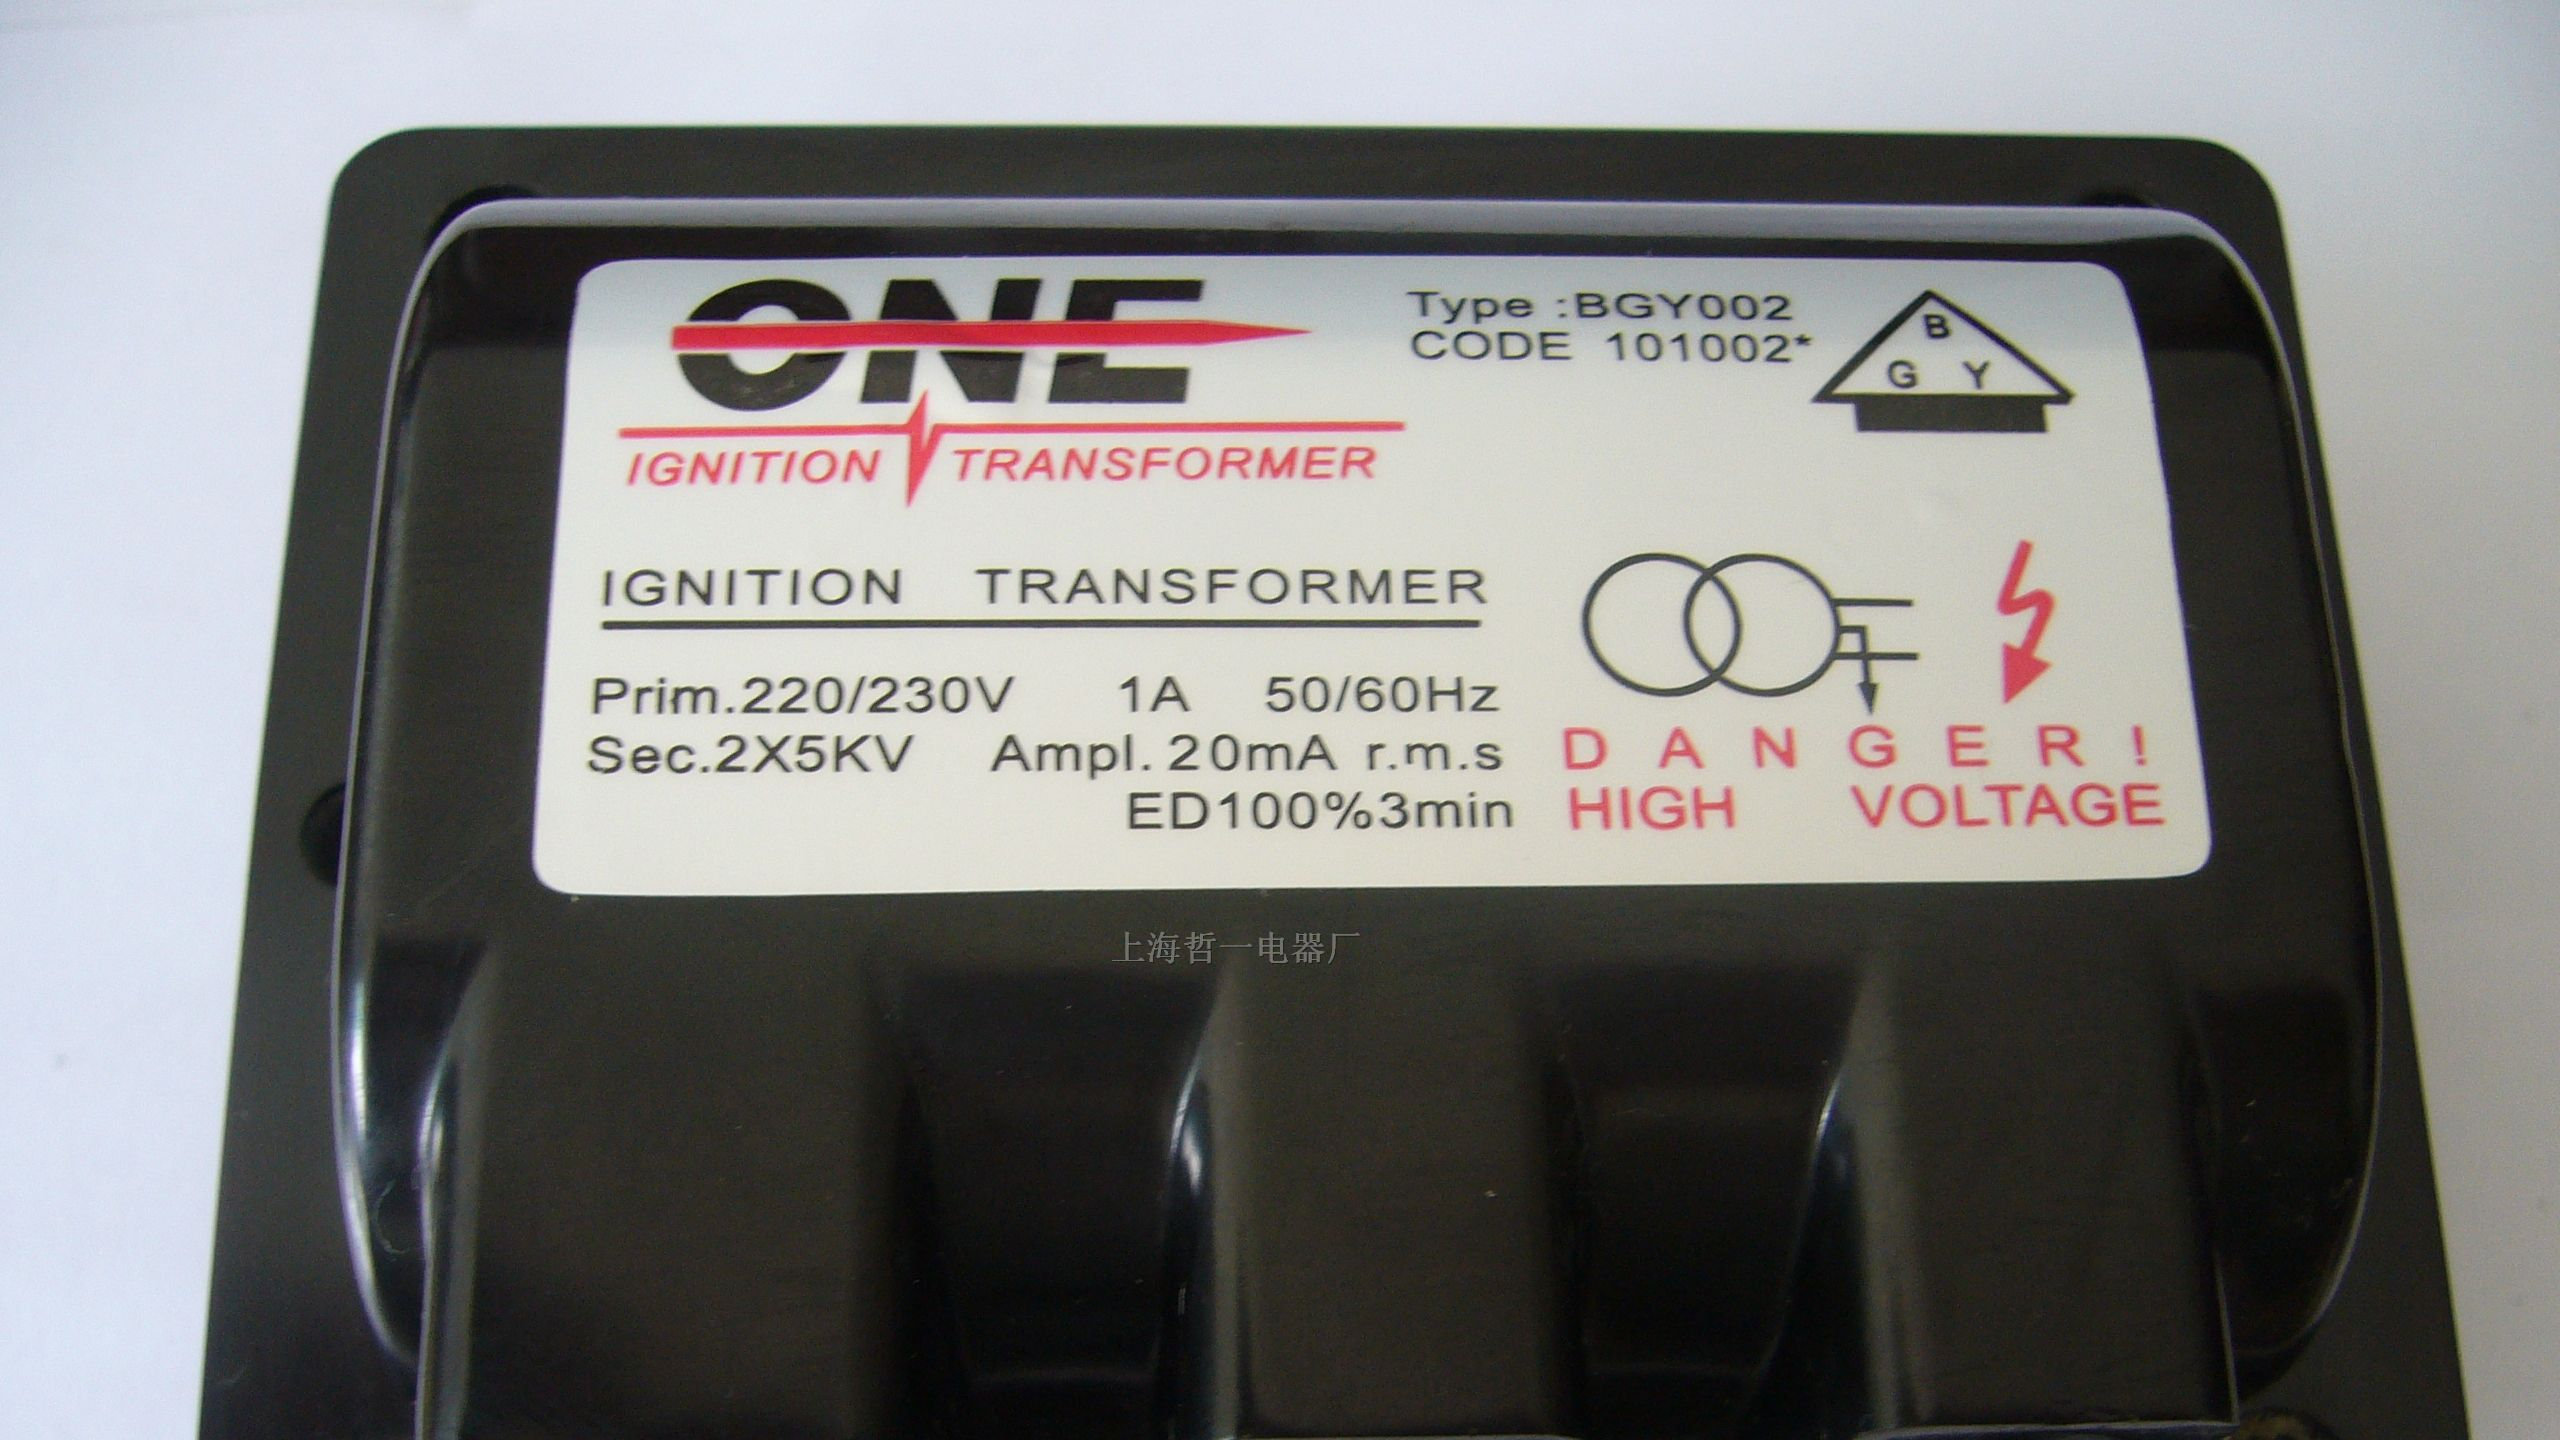 ONE
IGNITION TRANSFORMER
Type :BGY002
CODE 101002*
B
G Y
IGNITION TRANSFORMER
Prim.220/230V 1A 50/60Hz
Sec.2X5KV Ampl.20mA r.m.s
ED100%3min
DANGER!
HIGH VOLTAGE
上海哲一电器厂